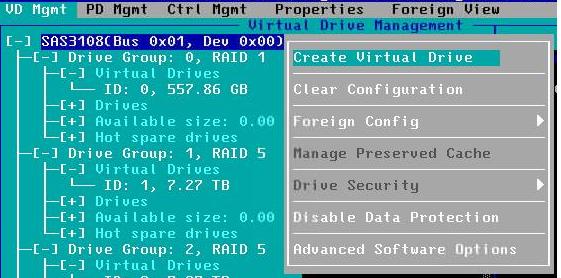 VD Mgmt PD Mgmt Ctrl Mgmt Properties Foreign View
Virtual Drive Management
[-] SAS3108(Bus 0x01, Dev 0x00)
[-] Drive Group: 0, RAID 1
[-] Virtual Drives
ID: 0, 557.86 GB
[+] Drives
[+] Available size: 0.00
[+] Hot spare drives
[-] Drive Group: 1, RAID 5
[-] Virtual Drives
ID: 1, 7.27 TB
[+] Drives
[+] Available size: 0.00
[+] Hot spare drives
[-] Drive Group: 2, RAID 5
[-] Virtual Drives
Create Virtual Drive
Clear Configuration
Foreign Config
Manage Preserved Cache
Drive Security
Disable Data Protection
Advanced Software Options